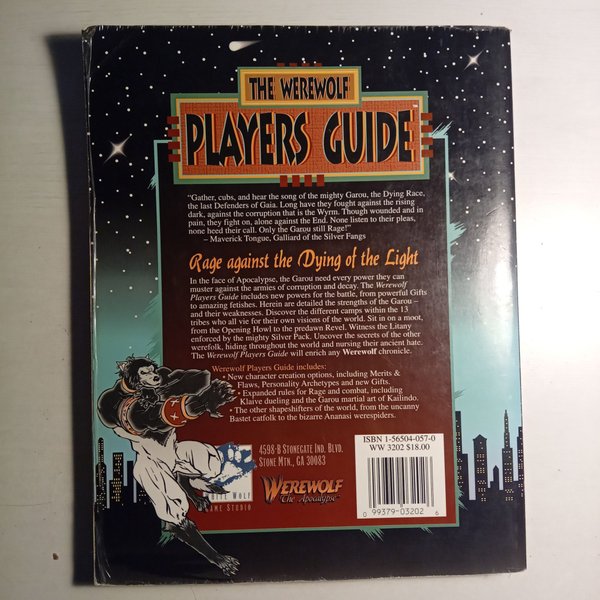 THE WEREWOLF
PLAYERS GUIDE™
"Gather, cubs, and hear the song of the mighty Garou, the Dying Race,
the last Defenders of Gaia. Long have they fought against the rising
dark, against the corruption that is the Wyrm. Though wounded and in
pain, they fight on, alone against the End. None listen to their pleas,
none heed their call. Only the Garou still Rage!"
– Maverick Tongue, Galliard of the Silver Fangs
Rage against the Dying of the Light
In the face of Apocalypse, the Garou need every power they can
muster against the armies of corruption and decay. The Werewolf
Players Guide includes new powers for the battle, from powerful Gifts
to amazing fetishes. Herein are detailed the strengths of the Garou –
and their weaknesses. Discover the different camps within the 13
tribes who all vie for their own visions of the world. Sit in on a moot,
from the Opening Howl to the predawn Revel. Witness the Litany
enforced by the mighty Silver Pack. Uncover the secrets of the other
werefolk, hiding throughout the world and nursing their ancient hate.
The Werewolf Players Guide will enrich any Werewolf chronicle.
Werewolf Players Guide includes:
• New character creation options, including Merits &
Flaws, Personality Archetypes and new Gifts.
• Expanded rules for Rage and combat, including
Klaive dueling and the Garou martial art of Kailindo.
• The other shapeshifters of the world, from the uncanny
Bastet catfolk to the bizarre Ananasi werespiders.
WOLF
GAME STUDIO
4598-B STONEGATE IND. BLVD.
STONE MTN., GA 30083
WEREWOLF
The Apocalypse™
ISBN 1-56504-057-0
WW 3202 $18.00
0 99379 03202 6